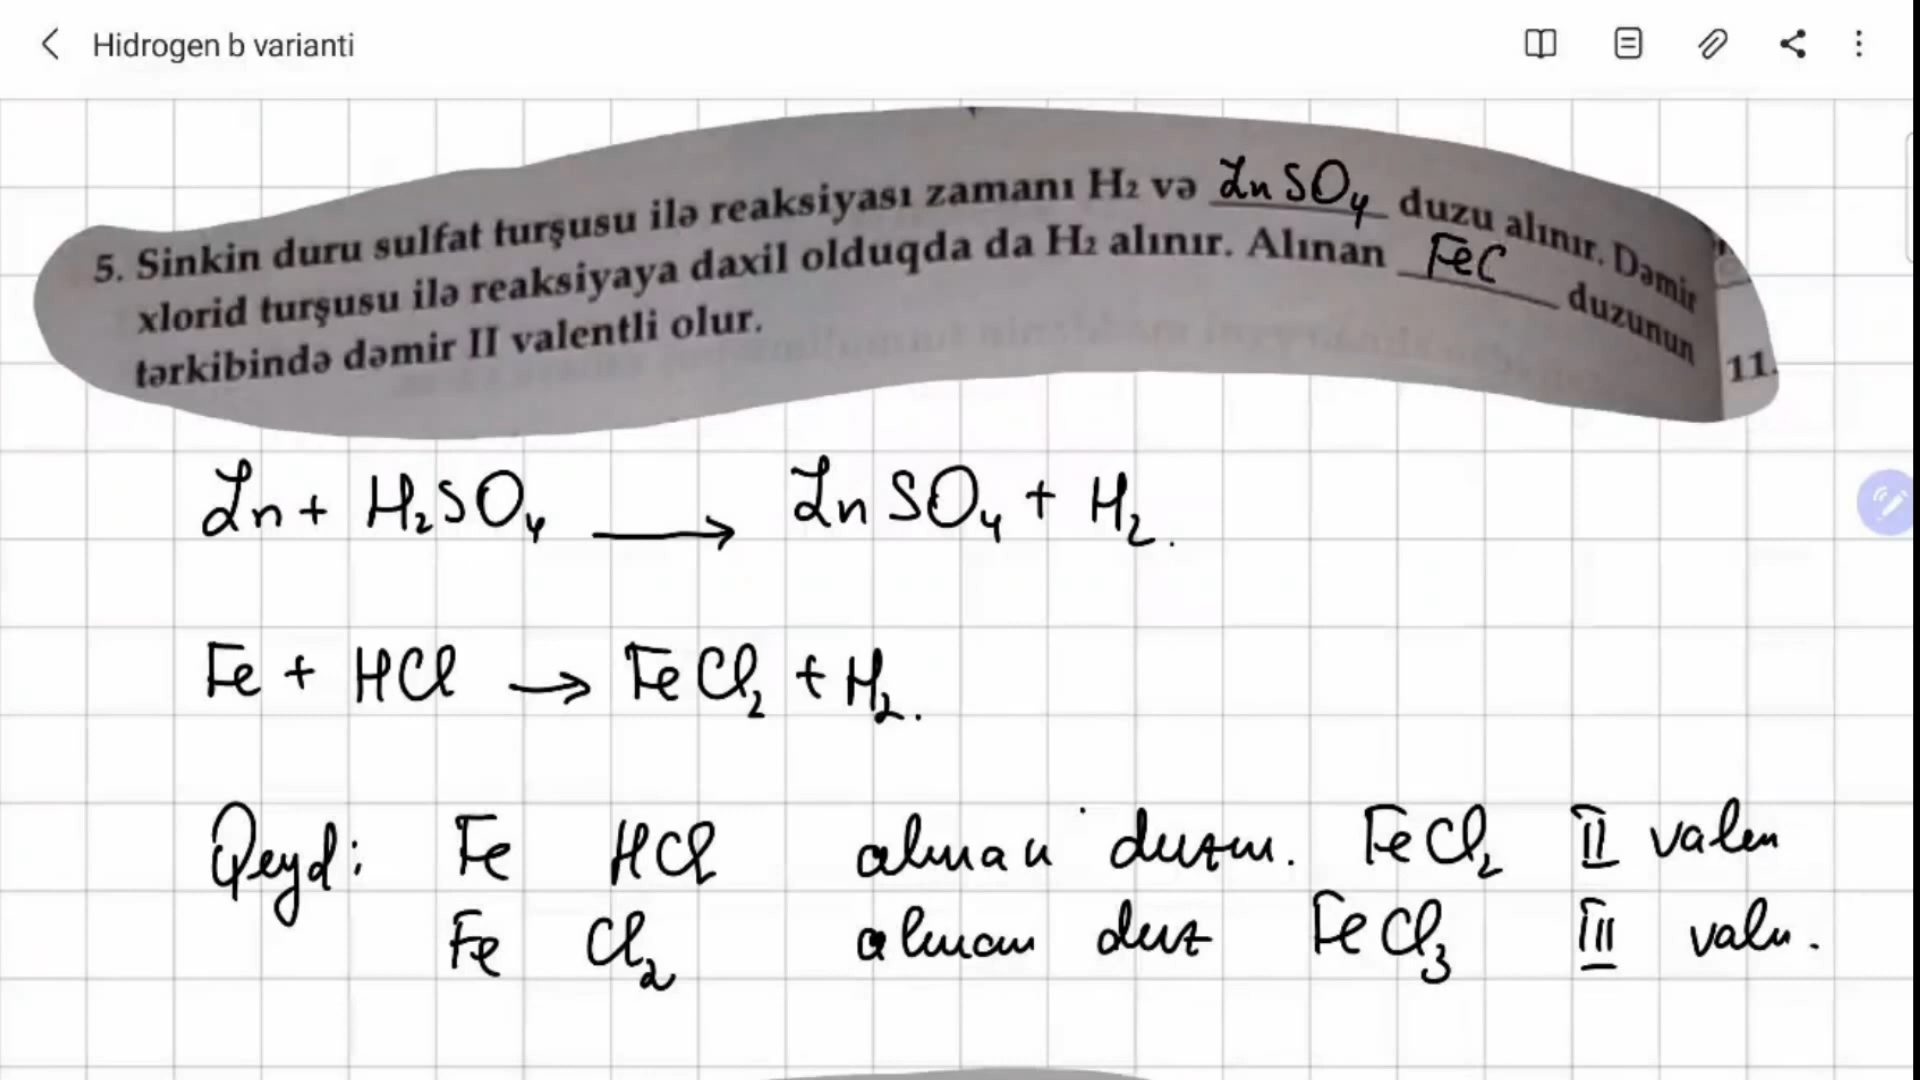 Hidrogen b varianti
5. Sinkin duru sulfat turşusu ilə reaksiyası zamanı H₂ və ZnSO₄ duzu alınır. Dəmir
xlorid turşusu ilə reaksiyaya daxil olduqda da H₂ alınır. Alınan FeC duzunun
tərkibində dəmir II valentli olur.
11.
Zn + H₂SO₄ → ZnSO₄ + H₂.
Fe + HCl → FeCl₂ + H₂.
Qeyd: Fe HCl alınan duzun. FeCl₂ II valen
Fe Cl₂ alınan duz FeCl₃ III valn.